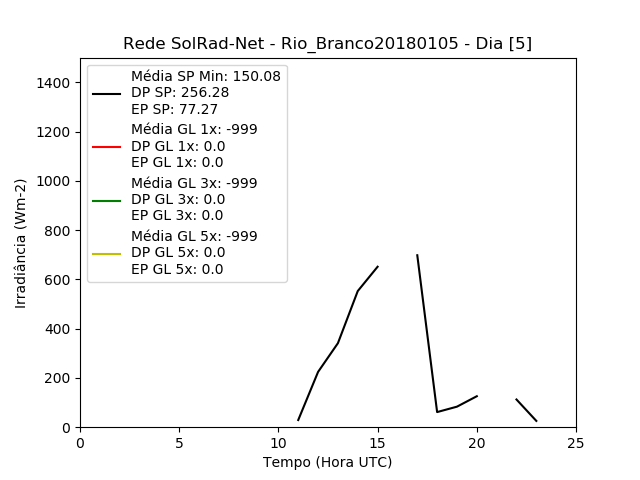 Rede SolRad-Net - Rio_Branco20180105 - Dia [5]
Média SP Min: 150.08
DP SP: 256.28
EP SP: 77.27
Média GL 1x: -999
DP GL 1x: 0.0
EP GL 1x: 0.0
Média GL 3x: -999
DP GL 3x: 0.0
EP GL 3x: 0.0
Média GL 5x: -999
DP GL 5x: 0.0
EP GL 5x: 0.0
Irradiância (Wm-2)
1400
1200
1000
800
600
400
200
0
0 5 10 15 20 25
Tempo (Hora UTC)